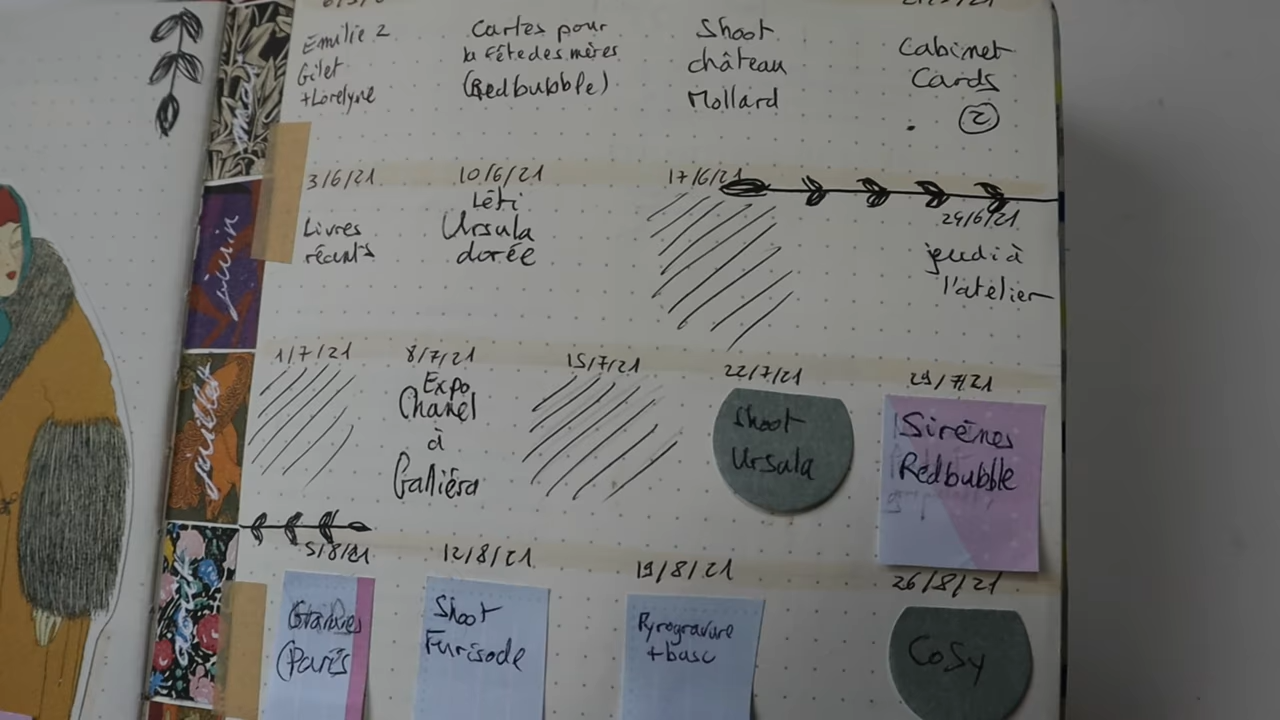 Emilie 2
Gilet
+Lorelyne
Cartes pour
la fête des mères
(Redbubble)
Shoot
château
Mollard
Cabinet
Cards
2
mai
juin
3/6/21
Livres
récents
10/6/21
Léti
Ursula
dorée
17/6/21
24/6/21
jeudi à
l'atelier
juillet
1/7/21
8/7/21
Expo
Chanel
à
Galliéra
15/7/21
22/7/21
Shoot
Ursula
29/7/21
Sirènes
Redbubble
août
5/8/21
(Paris
12/8/21
Shoot
Furisode
19/8/21
Pyrogravure
+ busc
26/8/21
Cosy